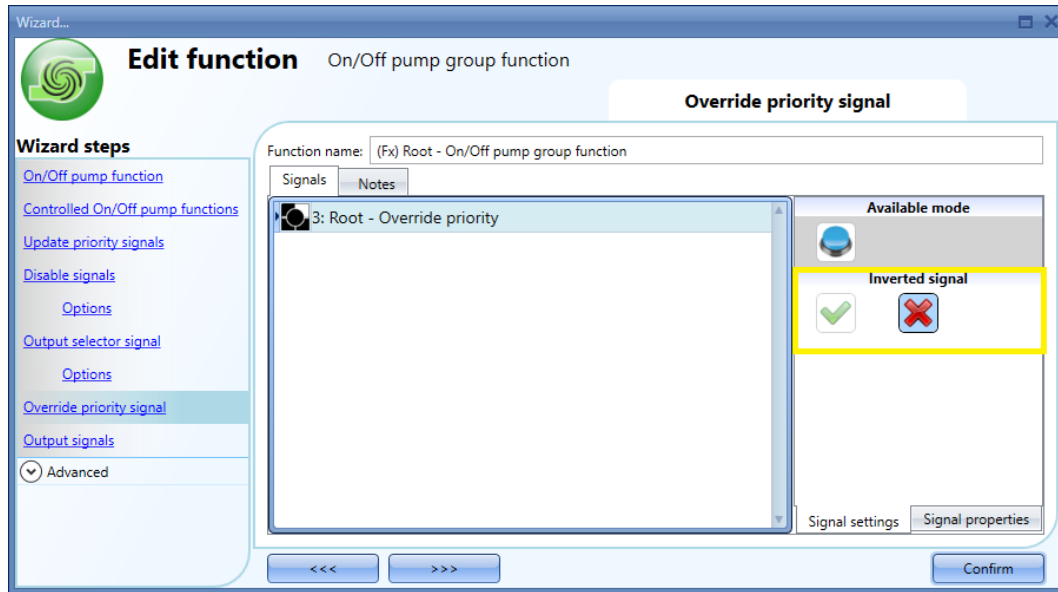 Wizard...
Edit function On/Off pump group function
Override priority signal
Wizard steps
On/Off pump function
Controlled On/Off pump functions
Update priority signals
Disable signals
Options
Output selector signal
Options
Override priority signal
Output signals
Advanced
Function name: (Fx) Root - On/Off pump group function
Signals Notes
3: Root - Override priority
Available mode
Inverted signal
Signal settings Signal properties
<<< >>> Confirm